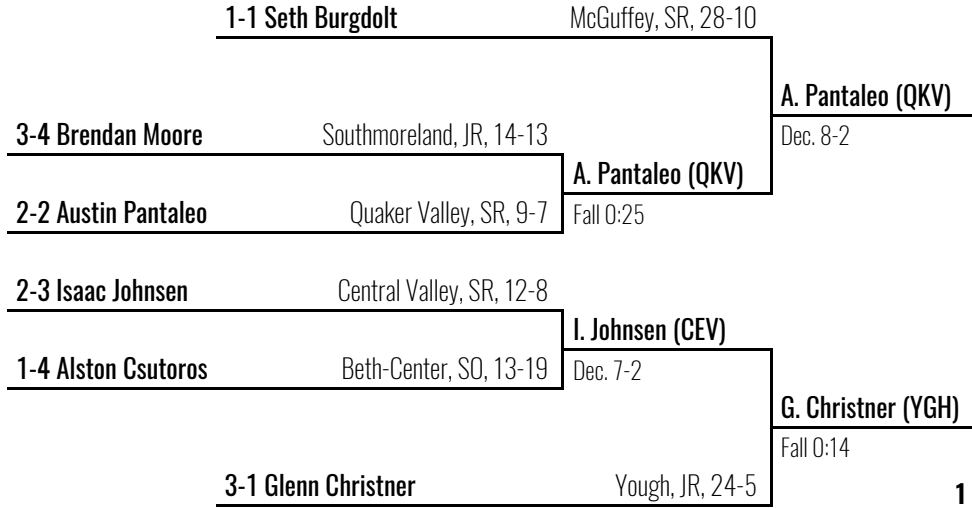 1-1 Seth Burgdolt McGuffey, SR, 28-10
A. Pantaleo (QKV)
3-4 Brendan Moore Southmoreland, JR, 14-13
Dec. 8-2
A. Pantaleo (QKV)
2-2 Austin Pantaleo Quaker Valley, SR, 9-7
Fall 0:25
2-3 Isaac Johnsen Central Valley, SR, 12-8
I. Johnsen (CEV)
1-4 Alston Csutoros Beth-Center, SO, 13-19
Dec. 7-2
G. Christner (YGH)
Fall 0:14
3-1 Glenn Christner Yough, JR, 24-5
1